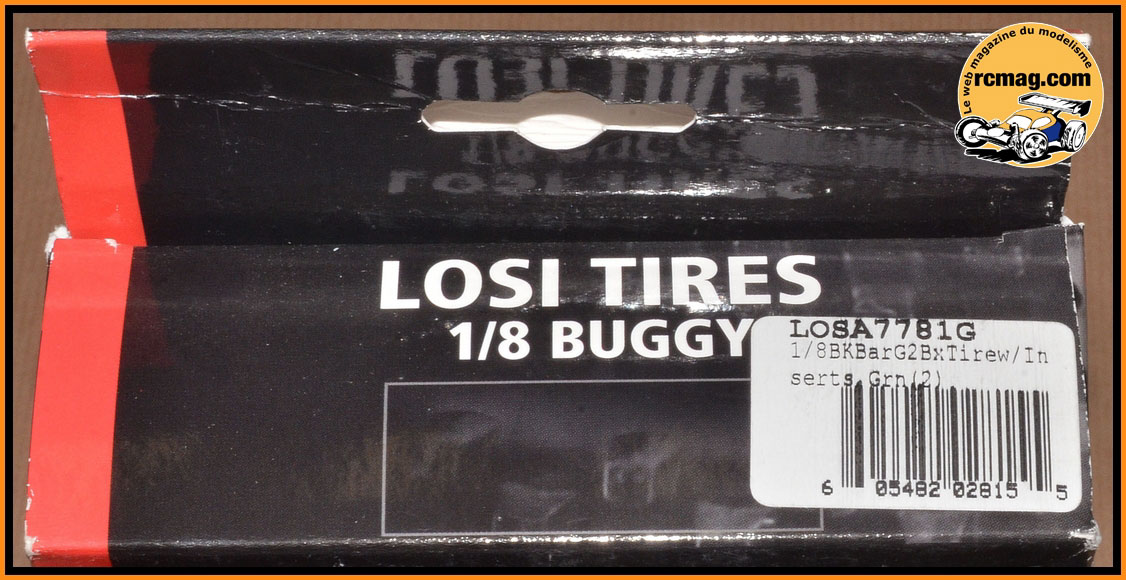 Le web magazine du modelisme
rcmag.com
LOSI TIRES
1/8 BUGGY
LOSA7781G
1/8BKBarG2BxTirew/In
serts,Grn(2)
6 05482 02815 5